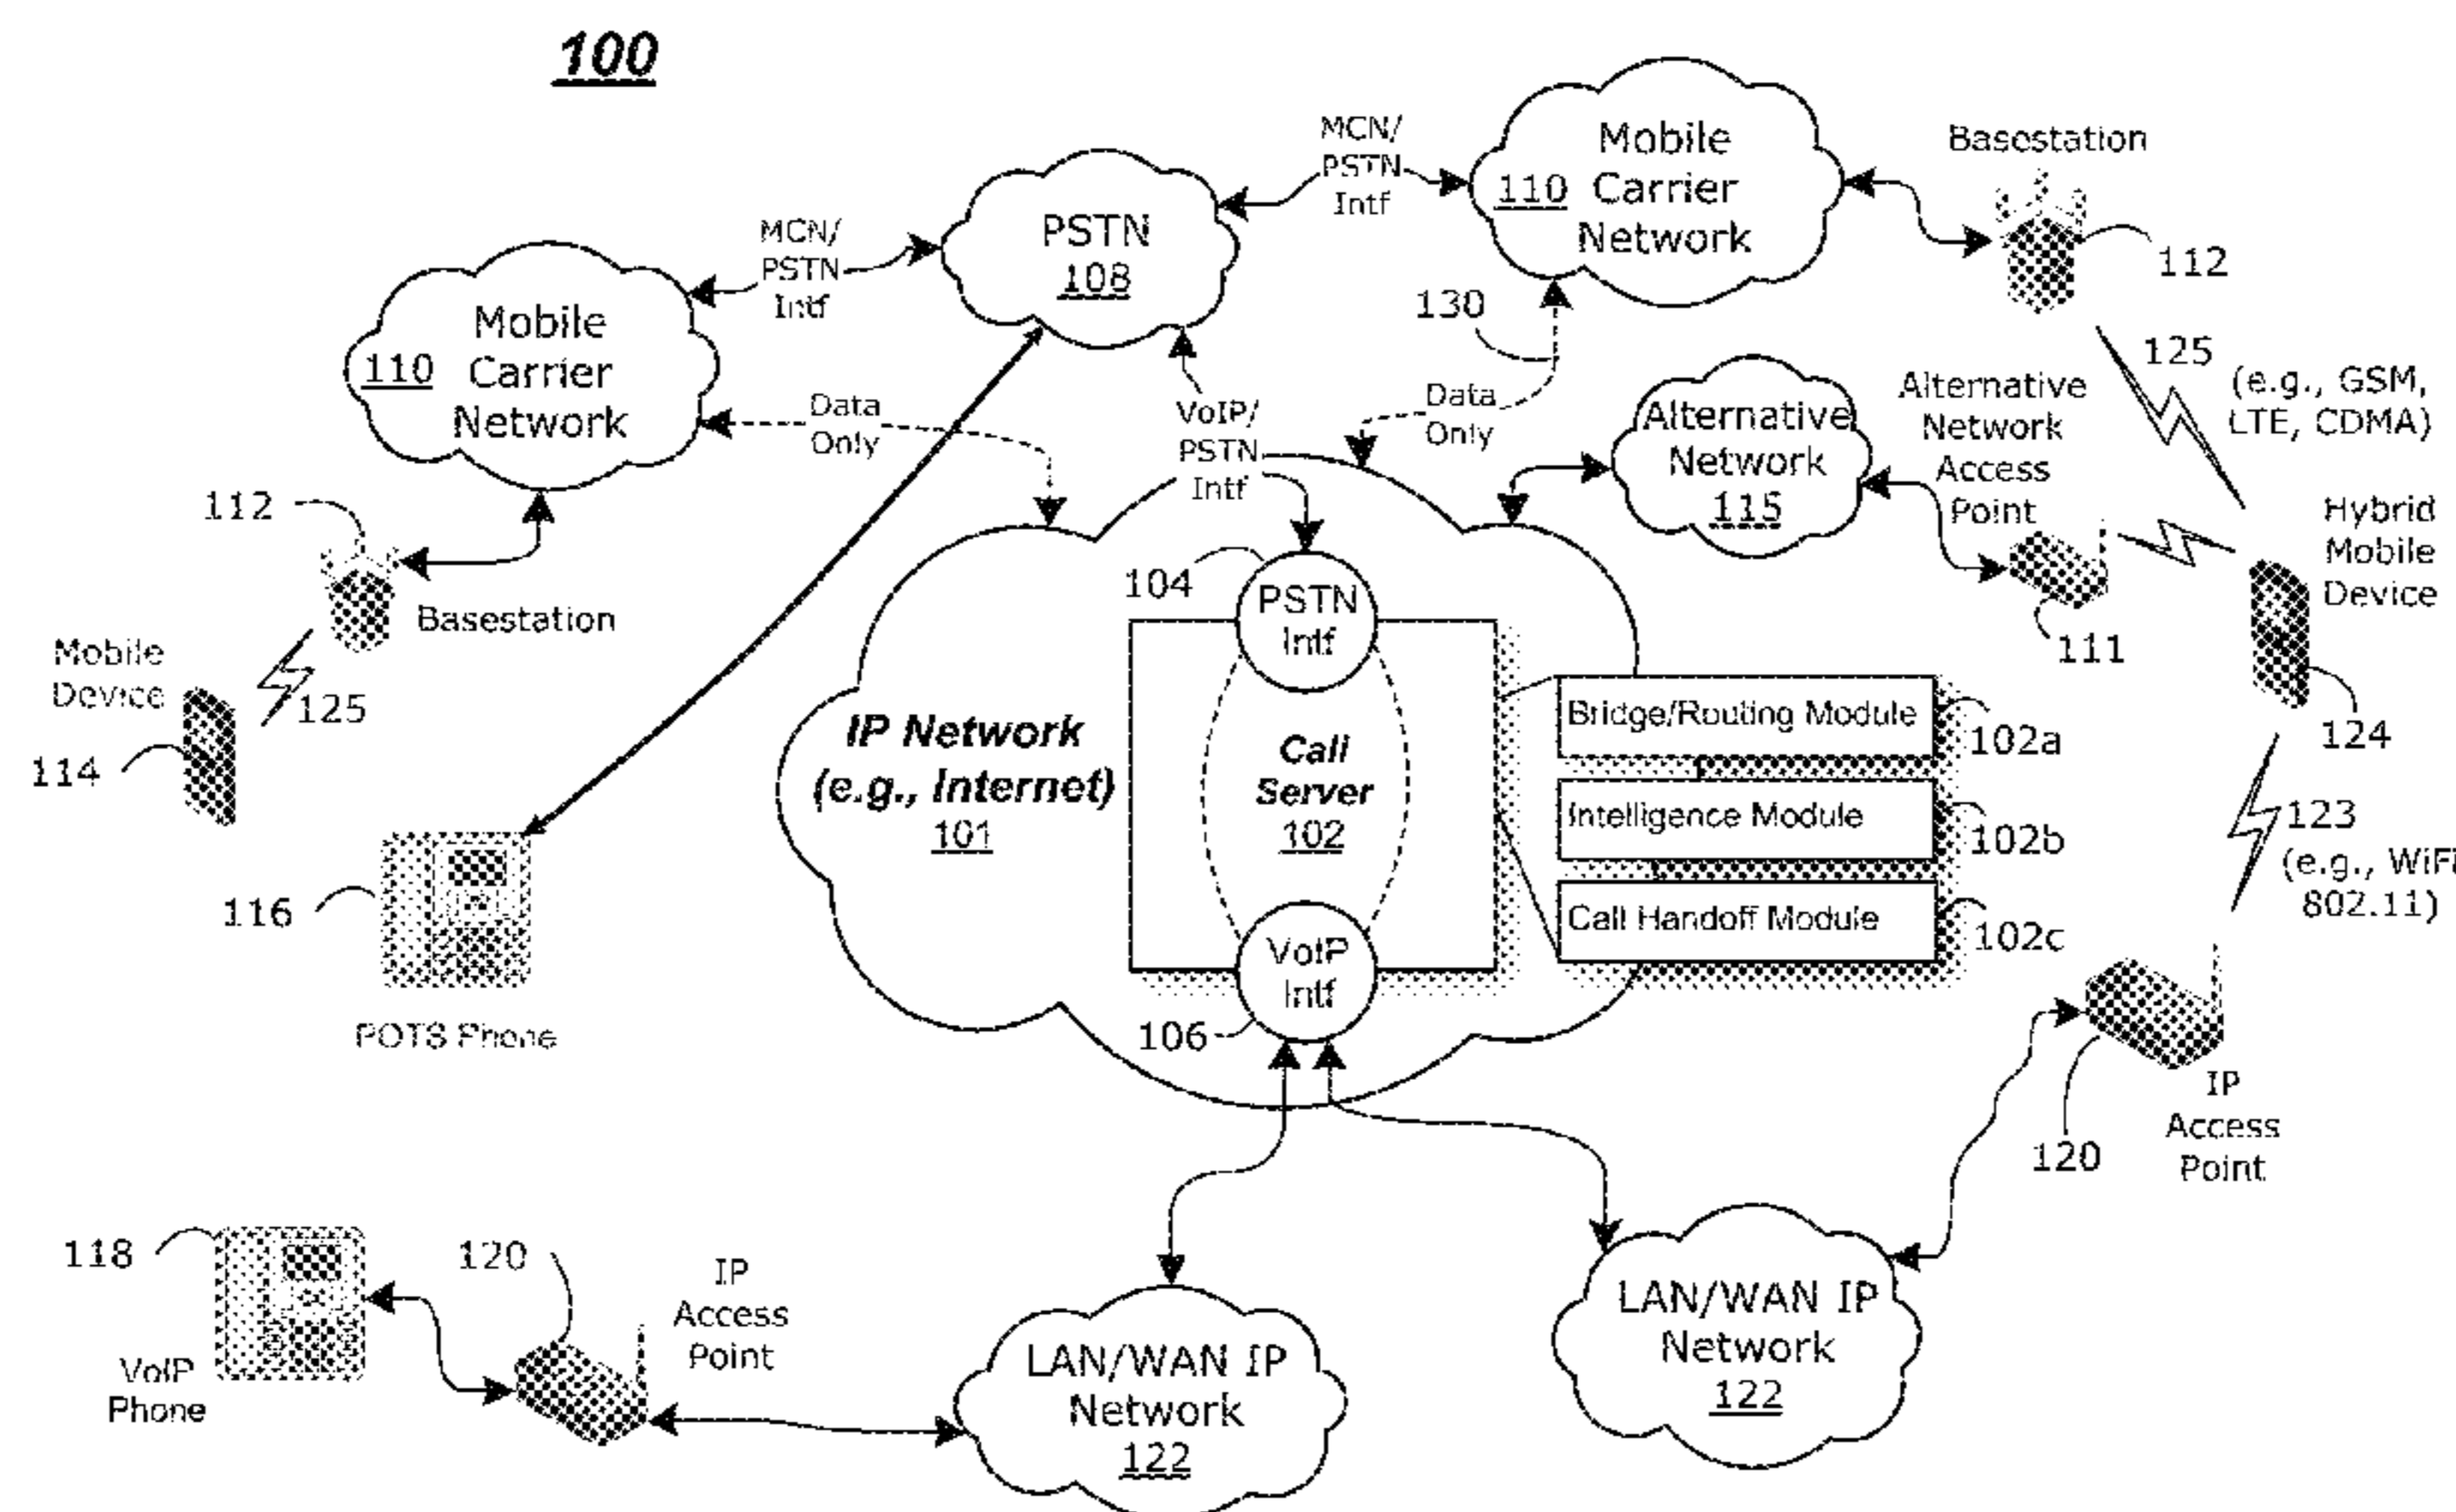 100
MCN/
PSTN
Intf
Mobile
Carrier
Network
110
Basestation
112
PSTN
108
MCN/
PSTN
Intf
Mobile
Carrier
Network
110
130
125
(e.g., GSM,
LTE, CDMA)
Data
Only
VoIP/
PSTN
Intf
Data
Only
Alternative
Network
115
Alternative
Network
Access
Point
111
Hybrid
Mobile
Device
124
112
Basestation
Mobile
Device
125
114
104
PSTN
Intf
IP Network
(e.g., Internet)
101
Call
Server
102
Bridge/Routing Module
102a
Intelligence Module
102b
Call Handoff Module
102c
123
(e.g., WiFi
802.11)
116
POTS Phone
VoIP
Intf
106
IP
Access
Point
120
118
VoIP
Phone
120
IP
Access
Point
LAN/WAN IP
Network
122
LAN/WAN IP
Network
122